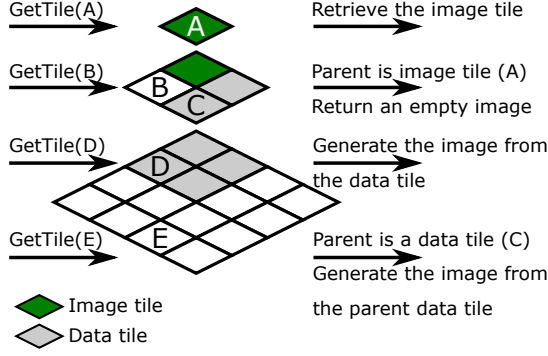 GetTile(A)
A
Retrieve the image tile
GetTile(B)
B
C
Parent is image tile (A)
Return an empty image
GetTile(D)
D
Generate the image from
the data tile
GetTile(E)
E
Parent is a data tile (C)
Generate the image from
the parent data tile
Image tile
Data tile